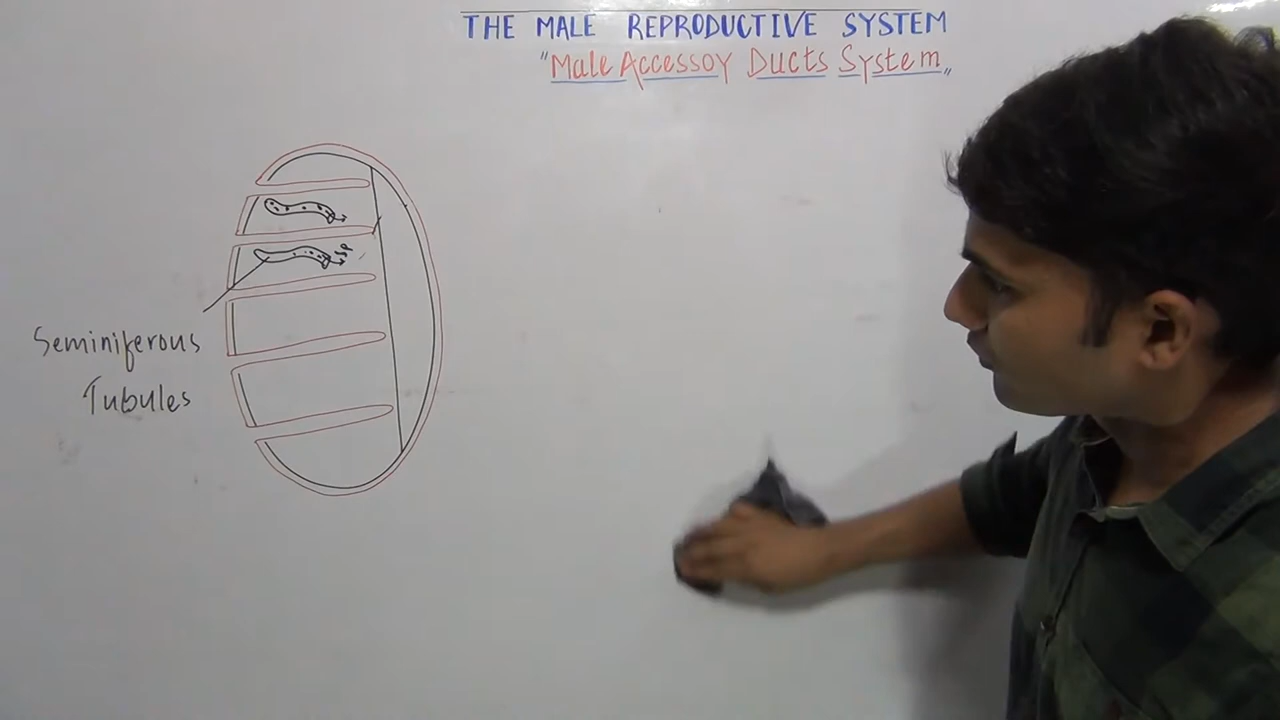 THE MALE REPRODUCTIVE SYSTEM
"Male Accessoy Ducts System"
Seminiferous
Tubules